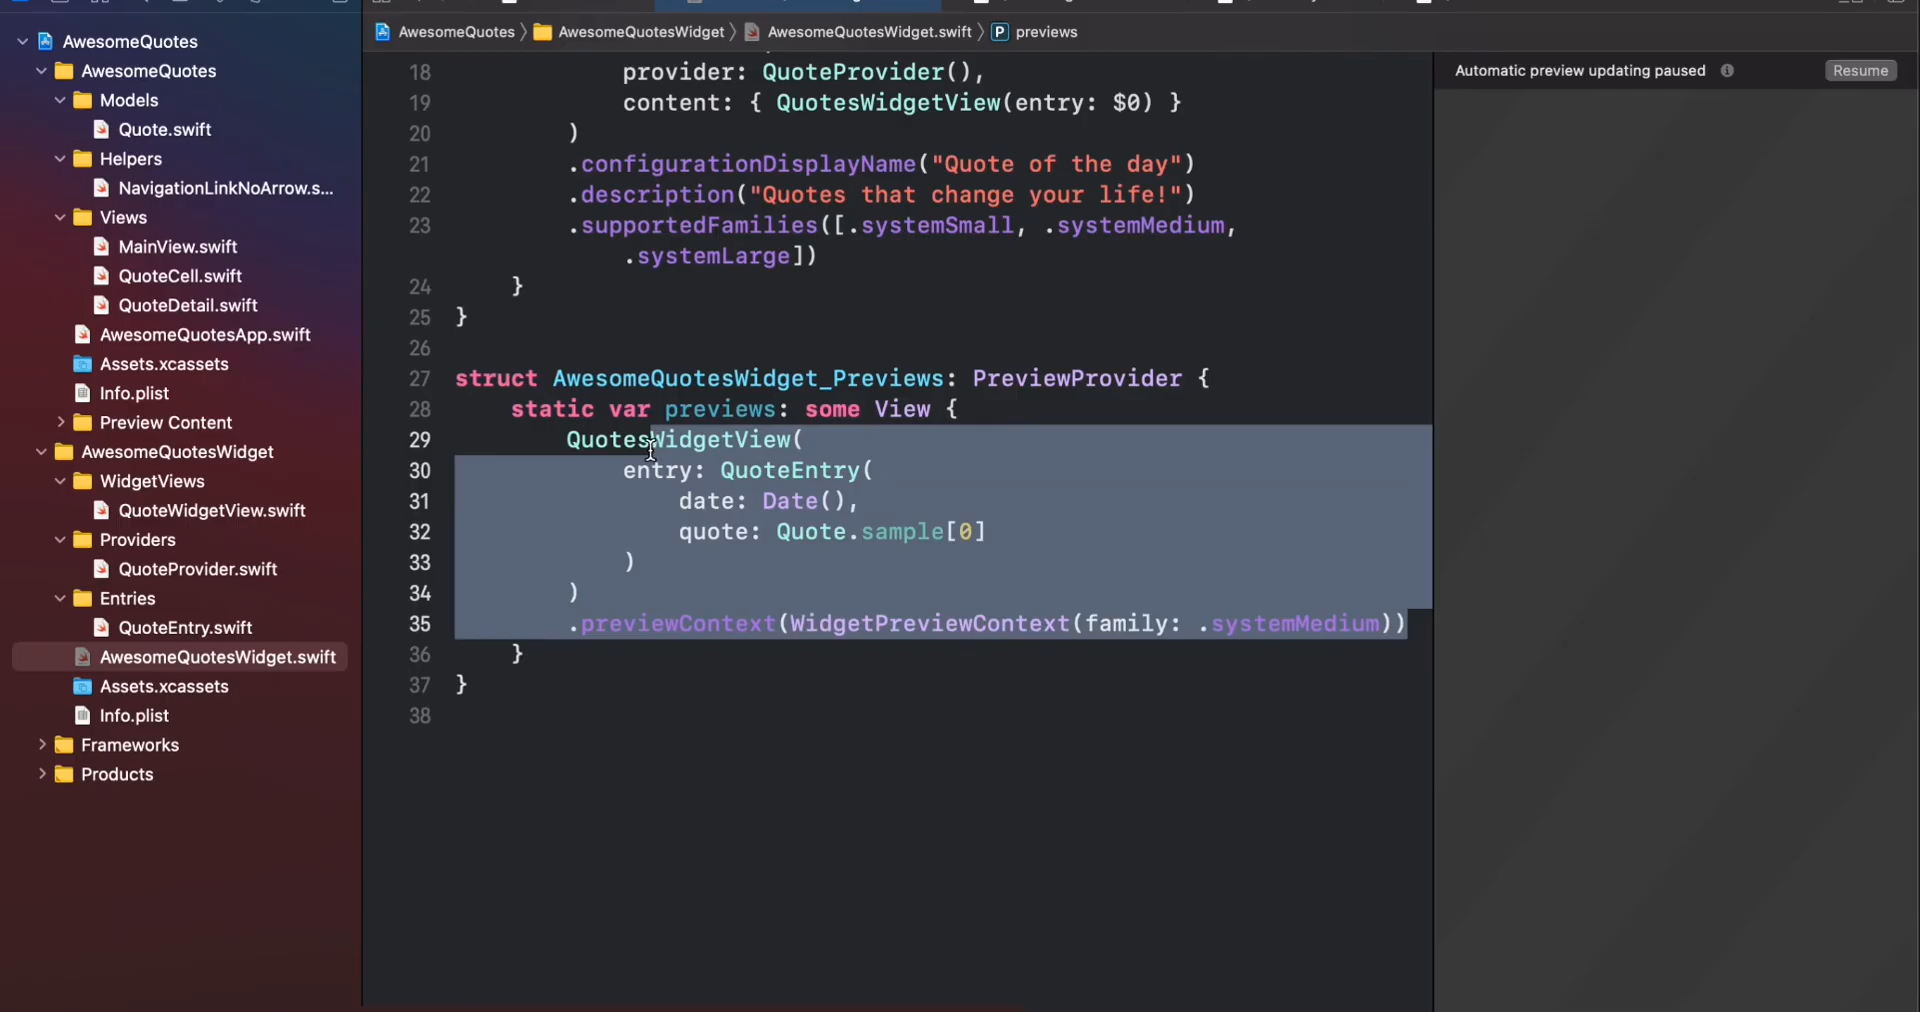 AwesomeQuotes
AwesomeQuotes
Models
Quote.swift
Helpers
NavigationLinkNoArrow.s...
Views
MainView.swift
QuoteCell.swift
QuoteDetail.swift
AwesomeQuotesApp.swift
Assets.xcassets
Info.plist
Preview Content
AwesomeQuotesWidget
WidgetViews
QuoteWidgetView.swift
Providers
QuoteProvider.swift
Entries
QuoteEntry.swift
AwesomeQuotesWidget.swift
Assets.xcassets
Info.plist
Frameworks
Products
AwesomeQuotes 〉 AwesomeQuotesWidget 〉 AwesomeQuotesWidget.swift 〉 P previews
18 provider: QuoteProvider(),
19 content: { QuotesWidgetView(entry: $0) }
20 )
21 .configurationDisplayName("Quote of the day")
22 .description("Quotes that change your life!")
23 .supportedFamilies([.systemSmall, .systemMedium,
.systemLarge])
24 }
25 }
26
27 struct AwesomeQuotesWidget_Previews: PreviewProvider {
28 static var previews: some View {
29 QuotesWidgetView(
30 entry: QuoteEntry(
31 date: Date(),
32 quote: Quote.sample[0]
33 )
34 )
35 .previewContext(WidgetPreviewContext(family: .systemMedium))
36 }
37 }
38
Automatic preview updating paused
Resume